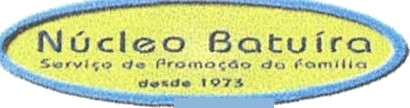 Núcleo Batuíra
Serviço de Promoção da Família
desde 1973